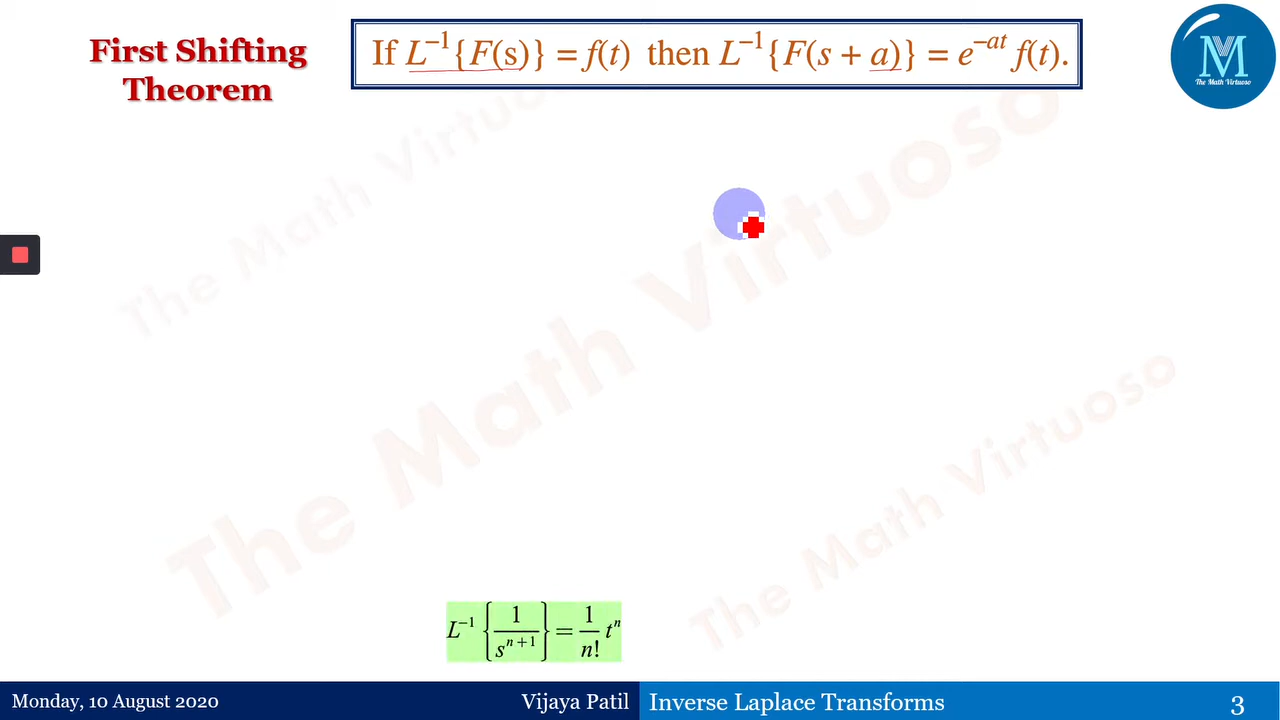 First Shifting
Theorem
If L⁻¹{F(s)} = f(t) then L⁻¹{F(s + a)} = e⁻ᵃᵗ f(t).
M
The Math Virtuoso
The Math Virtuoso
The Math Virtuoso
The Math Virtuoso
L⁻¹ {1/sⁿ⁺¹} = 1/n! tⁿ
Monday, 10 August 2020
Vijaya Patil
Inverse Laplace Transforms
3